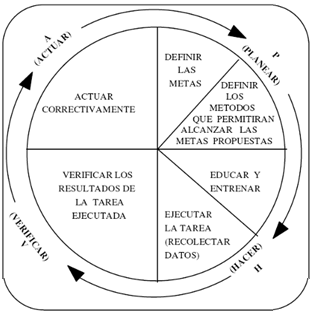 A
(ACTUAR)
P
(PLANEAR)
DEFINIR
LAS
METAS
DEFINIR
LOS
METODOS
QUE PERMITIRAN
ALCANZAR LAS
METAS PROPUESTAS
ACTUAR
CORRECTIVAMENTE
VERIFICAR LOS
RESULTADOS DE
LA TAREA
EJECUTADA
EDUCAR Y
ENTRENAR
EJECUTAR
LA TAREA
(RECOLECTAR
DATOS)
(VERIFICAR)
V
(HACER)
H